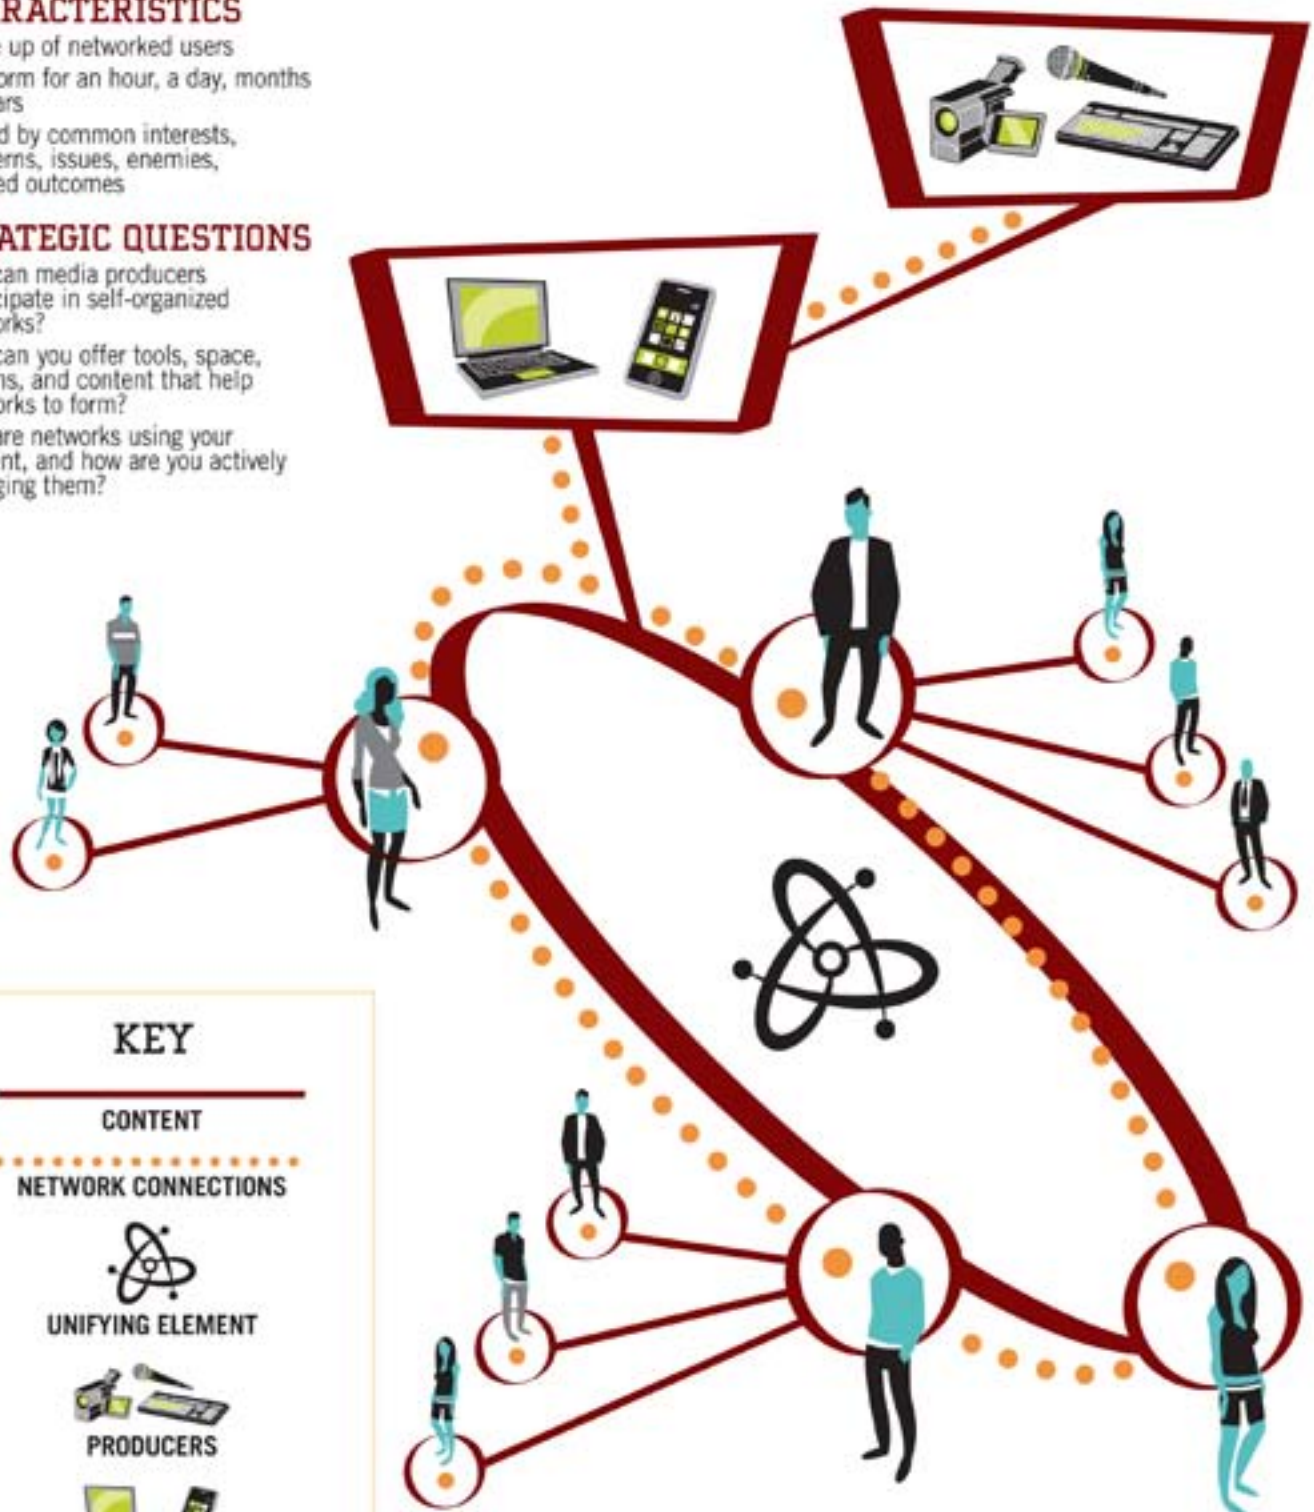 RACTERISTICS
up of networked users
orm for an hour, a day, months
ars
d by common interests,
erns, issues, enemies,
ed outcomes
ATEGIC QUESTIONS
can media producers
cipate in self-organized
orks?
can you offer tools, space,
ns, and content that help
orks to form?
are networks using your
nt, and how are you actively
ging them?
KEY
CONTENT
NETWORK CONNECTIONS
UNIFYING ELEMENT
PRODUCERS